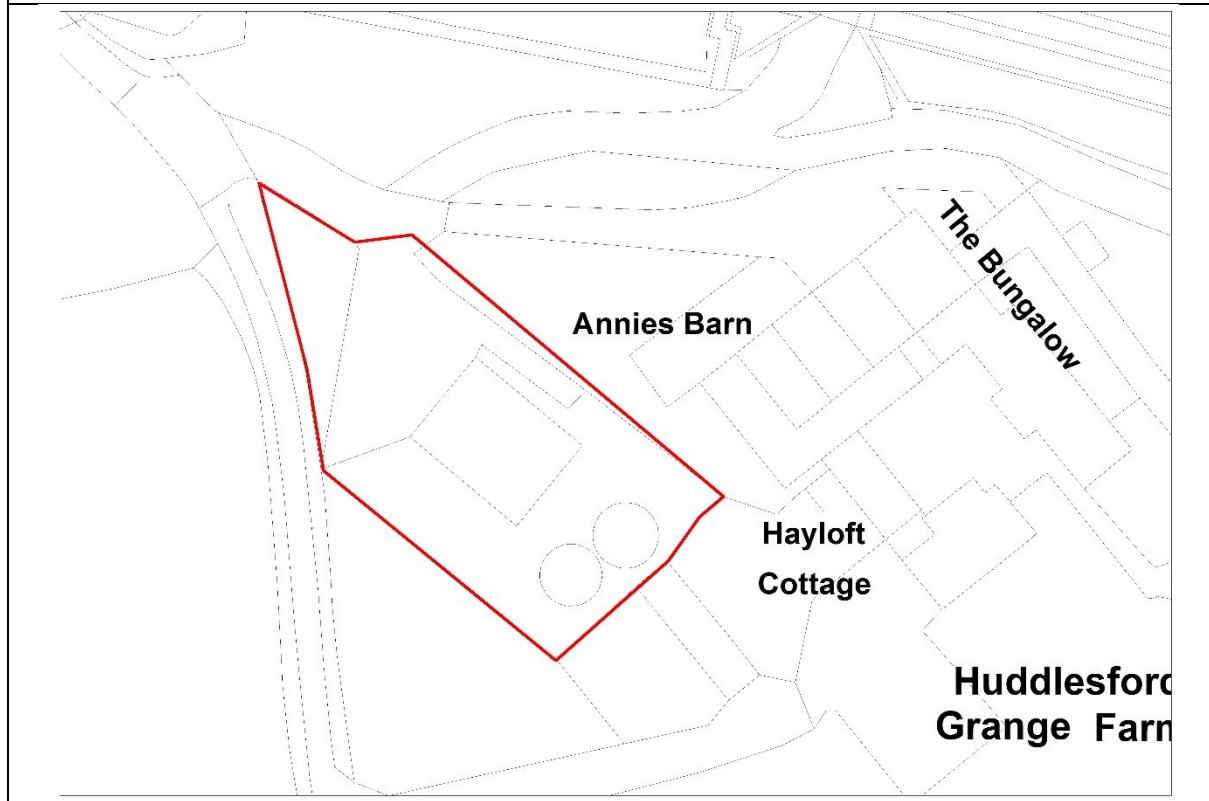 The Bungalow
Annies Barn
Hayloft
Cottage
Huddlesford
Grange Farm